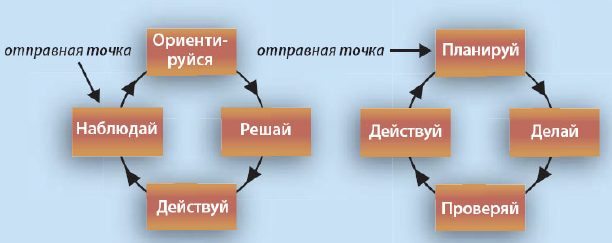 отправная точка
Ориенти-
руйся
Наблюдай
Решай
Действуй
отправная точка
Планируй
Действуй
Делай
Проверяй